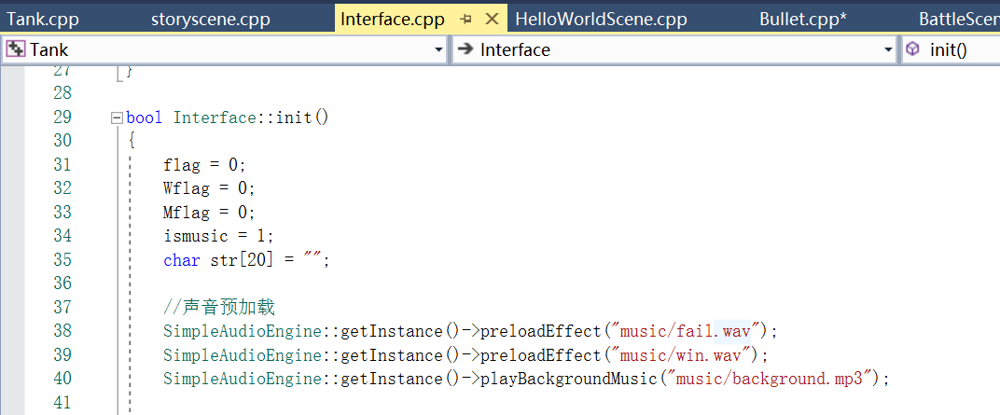 Tank.cpp storyscene.cpp Interface.cpp HelloWorldScene.cpp Bullet.cpp* BattleScen
Tank Interface init()
27 }
28
29 bool Interface::init()
30 {
31 flag = 0;
32 Wflag = 0;
33 Mflag = 0;
34 ismusic = 1;
35 char str[20] = "";
36
37 //声音预加载
38 SimpleAudioEngine::getInstance()->preloadEffect("music/fail.wav");
39 SimpleAudioEngine::getInstance()->preloadEffect("music/win.wav");
40 SimpleAudioEngine::getInstance()->playBackgroundMusic("music/background.mp3");
41